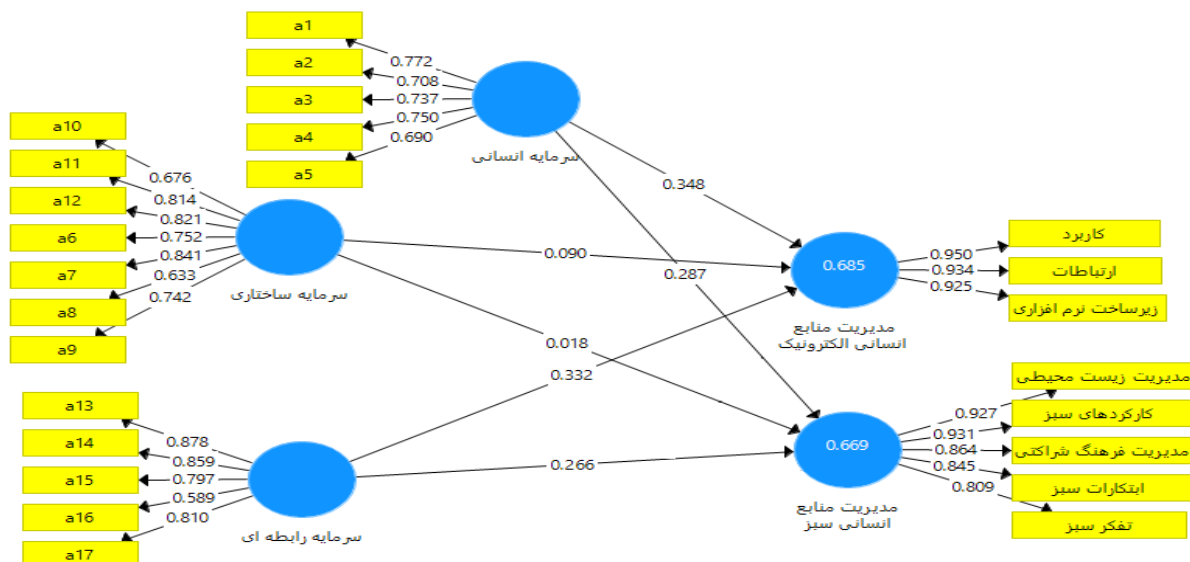 a1
a2
a3
a4
a5
0.772
0.708
0.737
0.750
0.690
سرمایه انسانی
a10
a11
a12
a6
a7
a8
a9
0.676
0.814
0.821
0.752
0.841
0.633
0.742
سرمایه ساختاری
a13
a14
a15
a16
a17
0.878
0.859
0.797
0.589
0.810
سرمایه رابطه ای
0.348
0.090
0.287
0.018
0.332
0.266
0.685
مدیریت منابع
انسانی الکترونیک
0.950
0.934
0.925
کاربرد
ارتباطات
زیرساخت نرم افزاری
0.669
مدیریت منابع
انسانی سبز
0.927
0.931
0.864
0.845
0.809
مدیریت زیست محیطی
کارکردهای سبز
مدیریت فرهنگ شراکتی
ابتکارات سبز
تفکر سبز